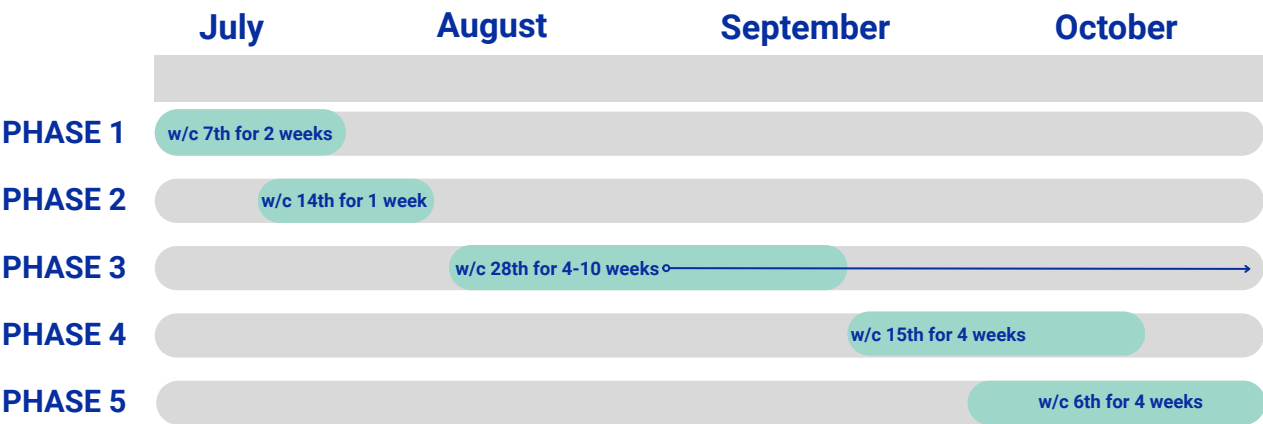 July August September October
PHASE 1 w/c 7th for 2 weeks
PHASE 2 w/c 14th for 1 week
PHASE 3 w/c 28th for 4-10 weeks
PHASE 4 w/c 15th for 4 weeks
PHASE 5 w/c 6th for 4 weeks